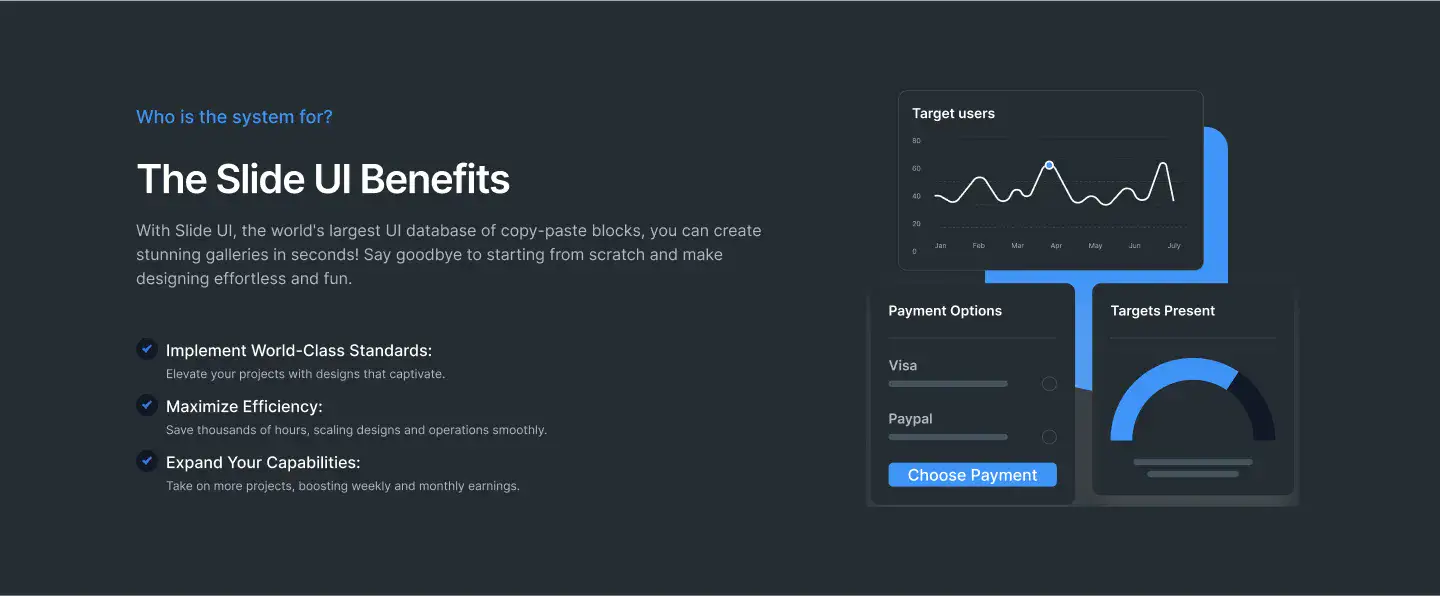 Who is the system for?
The Slide UI Benefits
With Slide UI, the world's largest UI database of copy-paste blocks, you can create
stunning galleries in seconds! Say goodbye to starting from scratch and make
designing effortless and fun.
Implement World-Class Standards:
Elevate your projects with designs that captivate.
Maximize Efficiency:
Save thousands of hours, scaling designs and operations smoothly.
Expand Your Capabilities:
Take on more projects, boosting weekly and monthly earnings.
Target users
80
60
40
20
0
Jan Feb Mar Apr May Jun July
Payment Options
Visa
Paypal
Choose Payment
Targets Present